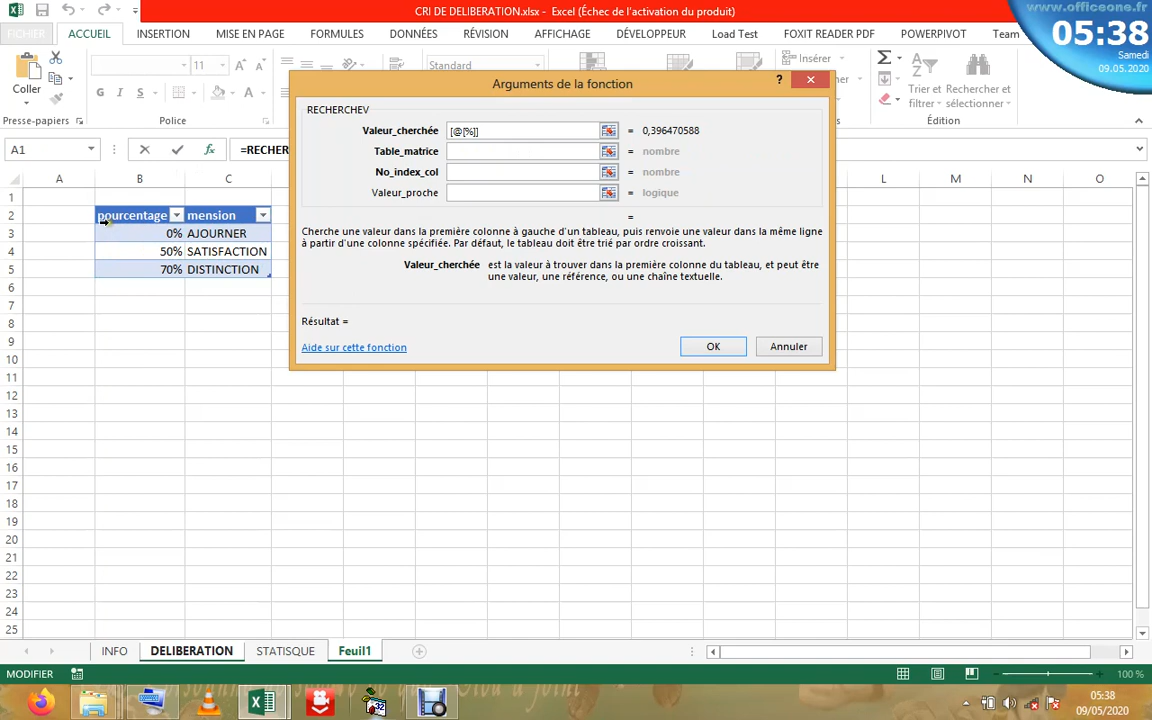 CRI DE DELIBERATION.xlsx - Excel (Échec de l'activation du produit)
www.officeone.fr
05:38
Samedi
09.05.2020
FICHIER ACCUEIL INSERTION MISE EN PAGE FORMULES DONNÉES RÉVISION AFFICHAGE DÉVELOPPEUR Load Test FOXIT READER PDF POWERPIVOT Team
Coller
11
Standard
Insérer
G I S
Trier et filtrer
Rechercher et sélectionner
Presse-papiers Police Édition
A1
=RECHER
Arguments de la fonction
RECHERCHEV
Valeur_cherchée [@[%]] = 0,396470588
Table_matrice = nombre
No_index_col = nombre
Valeur_proche = logique
=
Cherche une valeur dans la première colonne à gauche d'un tableau, puis renvoie une valeur dans la même ligne
à partir d'une colonne spécifiée. Par défaut, le tableau doit être trié par ordre croissant.
Valeur_cherchée est la valeur à trouver dans la première colonne du tableau, et peut être
une valeur, une référence, ou une chaîne textuelle.
Résultat =
Aide sur cette fonction
OK Annuler
A B C L M N O
1
2 pourcentage mension
3 0% AJOURNER
4 50% SATISFACTION
5 70% DISTINCTION
6
7
8
9
10
11
12
13
14
15
16
17
18
19
20
21
22
23
24
25
INFO DELIBERATION STATISQUE Feuil1
MODIFIER 100 %
05:38
09/05/2020